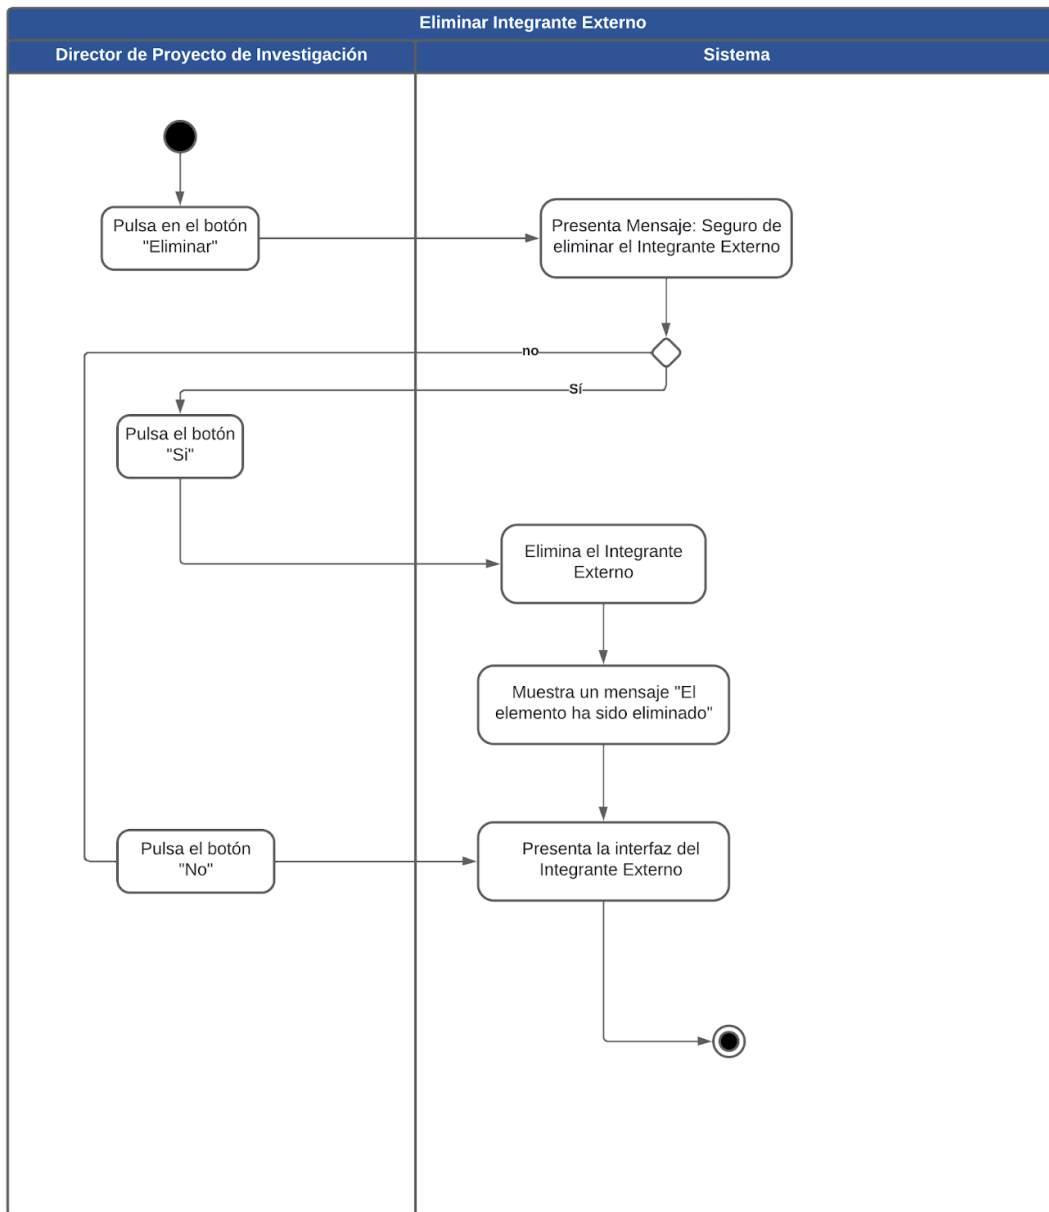 Eliminar Integrante Externo
Director de Proyecto de Investigación
Sistema
Pulsa en el botón
"Eliminar"
Presenta Mensaje: Seguro de
eliminar el Integrante Externo
no
Sí
Pulsa el botón
"Si"
Elimina el Integrante
Externo
Muestra un mensaje "El
elemento ha sido eliminado"
Pulsa el botón
"No"
Presenta la interfaz del
Integrante Externo